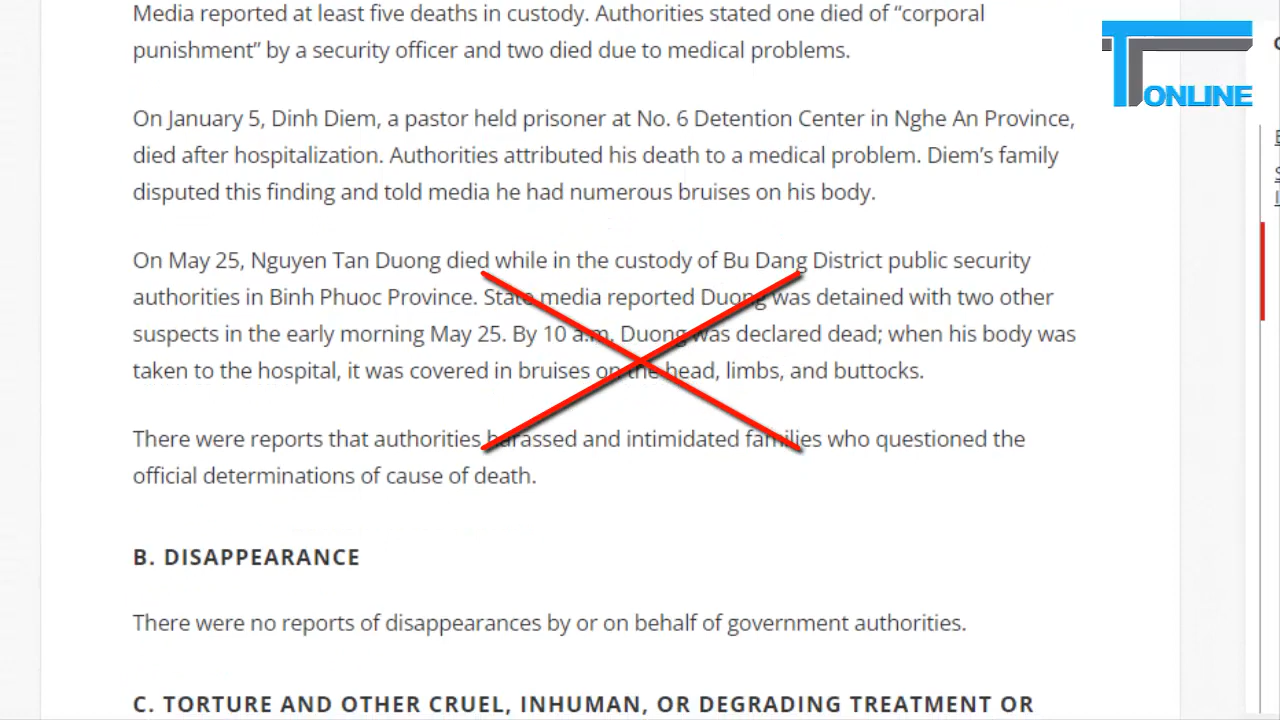 Media reported at least five deaths in custody. Authorities stated one died of “corporal
punishment” by a security officer and two died due to medical problems.
On January 5, Dinh Diem, a pastor held prisoner at No. 6 Detention Center in Nghe An Province,
died after hospitalization. Authorities attributed his death to a medical problem. Diem’s family
disputed this finding and told media he had numerous bruises on his body.
On May 25, Nguyen Tan Duong died while in the custody of Bu Dang District public security
authorities in Binh Phuoc Province. State media reported Duong was detained with two other
suspects in the early morning May 25. By 10 a.m. Duong was declared dead; when his body was
taken to the hospital, it was covered in bruises on the head, limbs, and buttocks.
There were reports that authorities harassed and intimidated families who questioned the
official determinations of cause of death.
B. DISAPPEARANCE
There were no reports of disappearances by or on behalf of government authorities.
C. TORTURE AND OTHER CRUEL, INHUMAN, OR DEGRADING TREATMENT OR
TT ONLINE